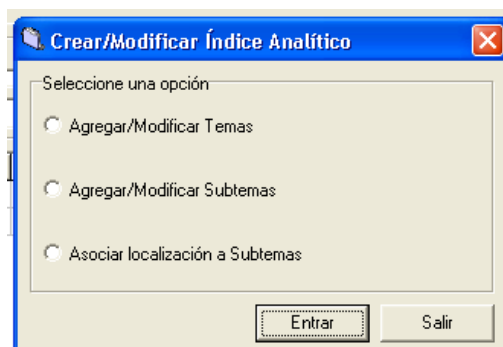 Crear/Modificar Índice Analítico
Seleccione una opción
Agregar/Modificar Temas
Agregar/Modificar Subtemas
Asociar localización a Subtemas
Entrar Salir